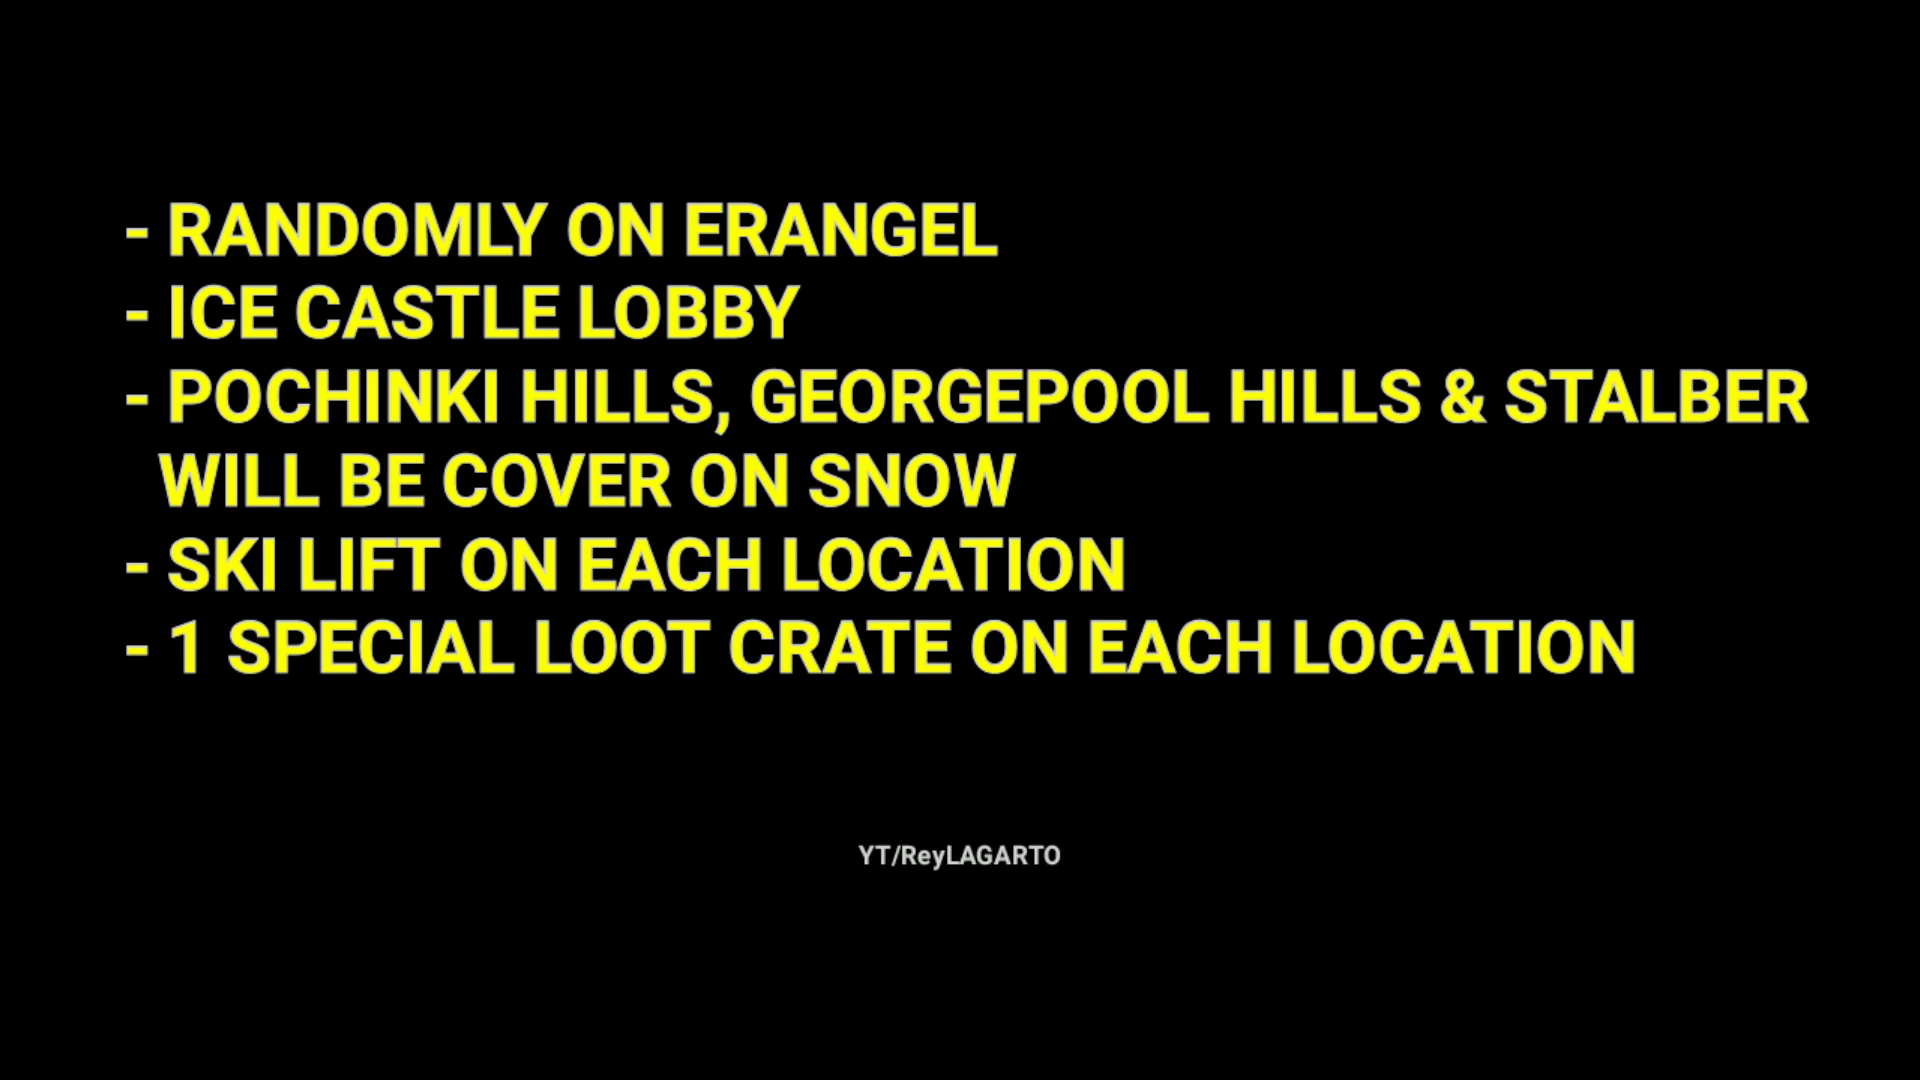 - RANDOMLY ON ERANGEL
- ICE CASTLE LOBBY
- POCHINKI HILLS, GEORGEPOOL HILLS & STALBER
WILL BE COVER ON SNOW
- SKI LIFT ON EACH LOCATION
- 1 SPECIAL LOOT CRATE ON EACH LOCATION
YT/ReyLAGARTO